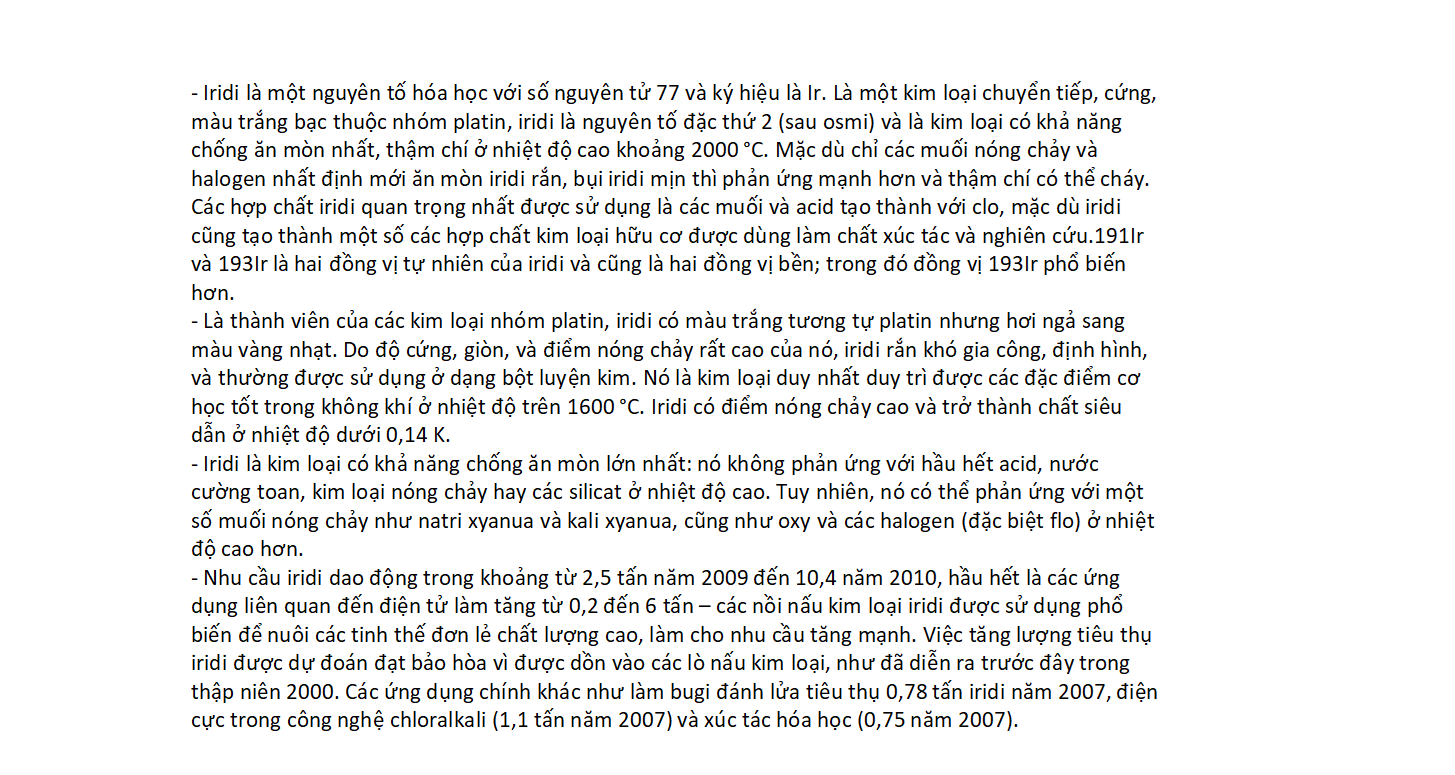 - Iridi là một nguyên tố hóa học với số nguyên tử 77 và ký hiệu là Ir. Là một kim loại chuyển tiếp, cứng,
màu trắng bạc thuộc nhóm platin, iridi là nguyên tố đặc thứ 2 (sau osmi) và là kim loại có khả năng
chống ăn mòn nhất, thậm chí ở nhiệt độ cao khoảng 2000 °C. Mặc dù chỉ các muối nóng chảy và
halogen nhất định mới ăn mòn iridi rắn, bụi iridi mịn thì phản ứng mạnh hơn và thậm chí có thể cháy.
Các hợp chất iridi quan trọng nhất được sử dụng là các muối và acid tạo thành với clo, mặc dù iridi
cũng tạo thành một số các hợp chất kim loại hữu cơ được dùng làm chất xúc tác và nghiên cứu.191Ir
và 193Ir là hai đồng vị tự nhiên của iridi và cũng là hai đồng vị bền; trong đó đồng vị 193Ir phổ biến
hơn.
- Là thành viên của các kim loại nhóm platin, iridi có màu trắng tương tự platin nhưng hơi ngả sang
màu vàng nhạt. Do độ cứng, giòn, và điểm nóng chảy rất cao của nó, iridi rắn khó gia công, định hình,
và thường được sử dụng ở dạng bột luyện kim. Nó là kim loại duy nhất duy trì được các đặc điểm cơ
học tốt trong không khí ở nhiệt độ trên 1600 °C. Iridi có điểm nóng chảy cao và trở thành chất siêu
dẫn ở nhiệt độ dưới 0,14 K.
- Iridi là kim loại có khả năng chống ăn mòn lớn nhất: nó không phản ứng với hầu hết acid, nước
cường toan, kim loại nóng chảy hay các silicat ở nhiệt độ cao. Tuy nhiên, nó có thể phản ứng với một
số muối nóng chảy như natri xyanua và kali xyanua, cũng như oxy và các halogen (đặc biệt flo) ở nhiệt
độ cao hơn.
- Nhu cầu iridi dao động trong khoảng từ 2,5 tấn năm 2009 đến 10,4 năm 2010, hầu hết là các ứng
dụng liên quan đến điện tử làm tăng từ 0,2 đến 6 tấn – các nồi nấu kim loại iridi được sử dụng phổ
biến để nuôi các tinh thế đơn lẻ chất lượng cao, làm cho nhu cầu tăng mạnh. Việc tăng lượng tiêu thụ
iridi được dự đoán đạt bảo hòa vì được dồn vào các lò nấu kim loại, như đã diễn ra trước đây trong
thập niên 2000. Các ứng dụng chính khác như làm bugi đánh lửa tiêu thụ 0,78 tấn iridi năm 2007, điện
cực trong công nghệ chloralkali (1,1 tấn năm 2007) và xúc tác hóa học (0,75 năm 2007).